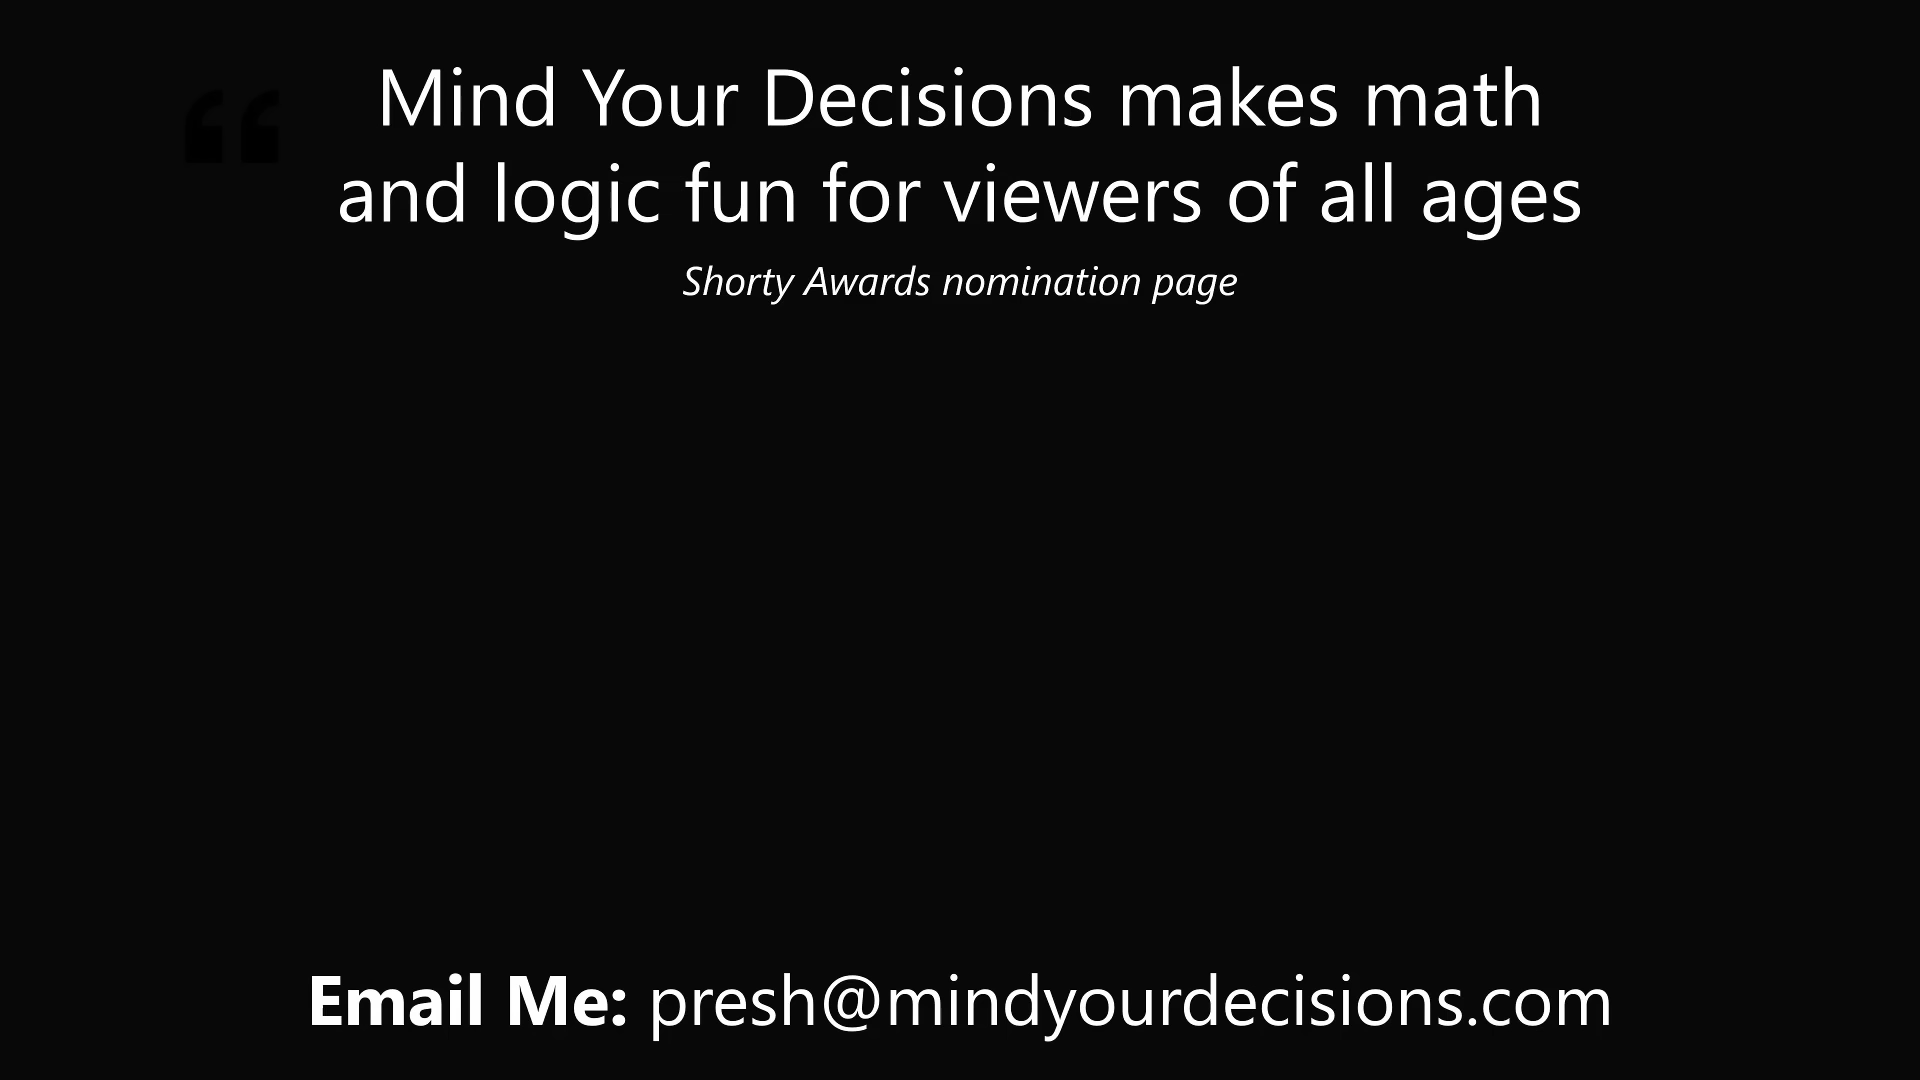 “
Mind Your Decisions makes math
and logic fun for viewers of all ages
Shorty Awards nomination page
Email Me: presh@mindyourdecisions.com